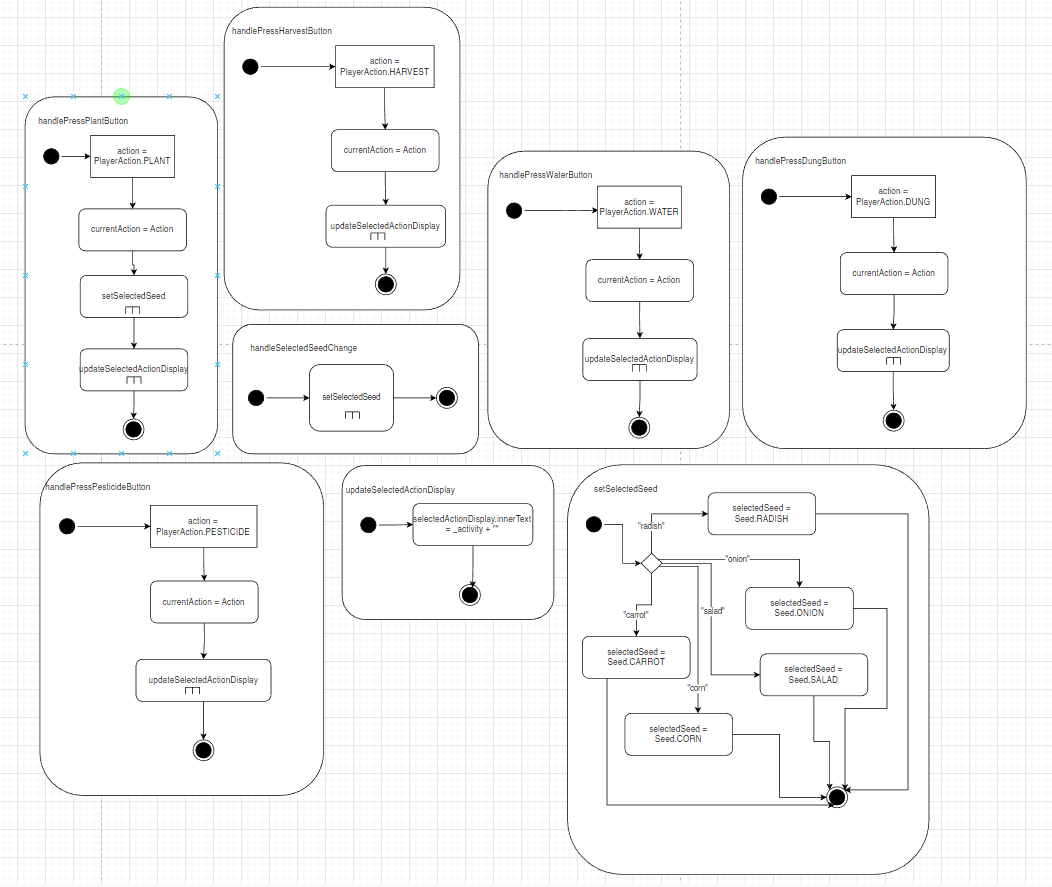 handlePressHarvestButton
action =
PlayerAction.HARVEST
currentAction = Action
updateSelectedActionDisplay
handlePressPlantButton
action =
PlayerAction.PLANT
currentAction = Action
setSelectedSeed
updateSelectedActionDisplay
handlePressWaterButton
action =
PlayerAction.WATER
currentAction = Action
updateSelectedActionDisplay
handlePressDungButton
action =
PlayerAction.DUNG
currentAction = Action
updateSelectedActionDisplay
handleSelectedSeedChange
setSelectedSeed
handlePressPesticideButton
action =
PlayerAction.PESTICIDE
currentAction = Action
updateSelectedActionDisplay
updateSelectedActionDisplay
selectedActionDisplay.innerText
= _activity + ""
setSelectedSeed
"radish"
selectedSeed =
Seed.RADISH
"onion"
selectedSeed =
Seed.ONION
"carrot"
"salad"
selectedSeed =
Seed.CARROT
selectedSeed =
Seed.SALAD
"corn"
selectedSeed =
Seed.CORN